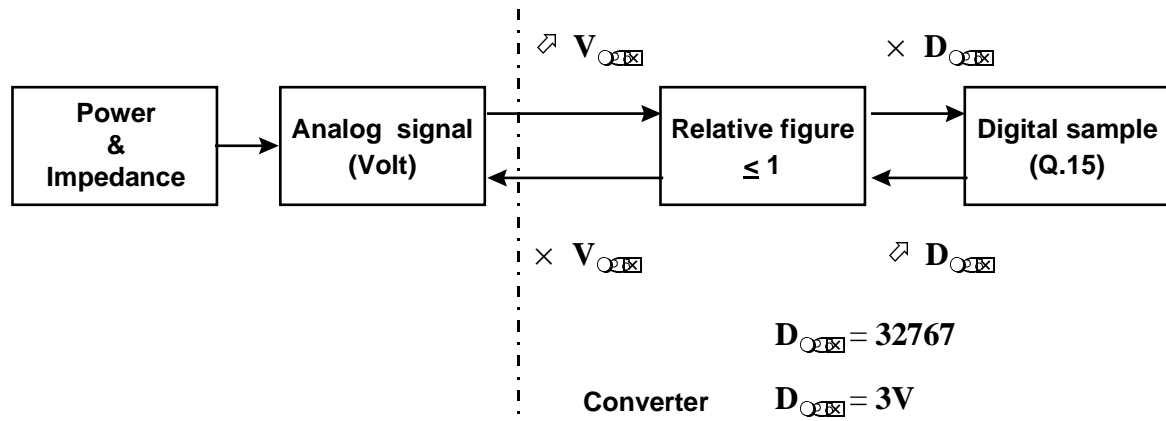 V
× D
Power
&
Impedance
Analog signal
(Volt)
Relative figure
≤ 1
Digital sample
(Q.15)
× V
D
D = 32767
Converter D = 3V